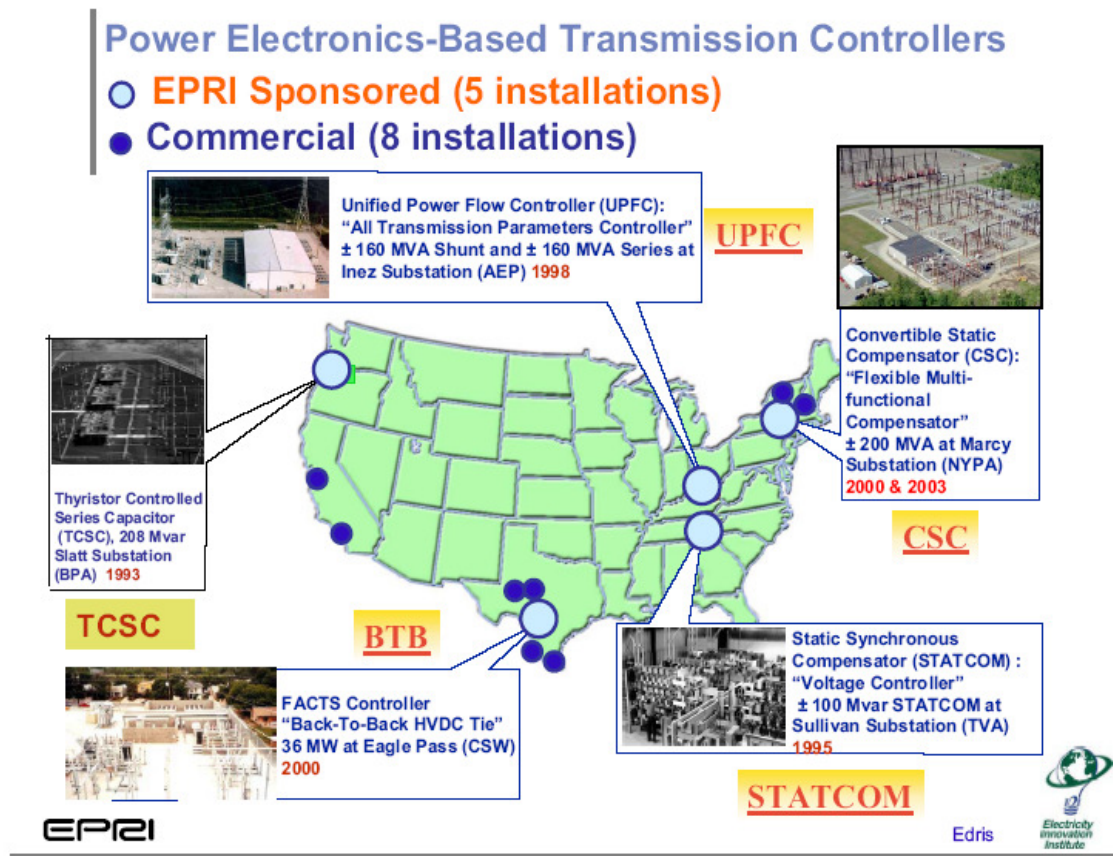 Power Electronics-Based Transmission Controllers
EPRI Sponsored (5 installations)
Commercial (8 installations)
Unified Power Flow Controller (UPFC):
“All Transmission Parameters Controller”
± 160 MVA Shunt and ± 160 MVA Series at
Inez Substation (AEP) 1998
UPFC
Convertible Static
Compensator (CSC):
“Flexible Multi-
functional
Compensator”
± 200 MVA at Marcy
Substation (NYPA)
2000 & 2003
CSC
Thyristor Controlled
Series Capacitor
(TCSC), 208 Mvar
Slatt Substation
(BPA) 1993
TCSC
BTB
FACTS Controller
“Back-To-Back HVDC Tie”
36 MW at Eagle Pass (CSW)
2000
Static Synchronous
Compensator (STATCOM) :
“Voltage Controller”
± 100 Mvar STATCOM at
Sullivan Substation (TVA)
1995
STATCOM
EPRI
Edris
Electricity
Innovation
Institute